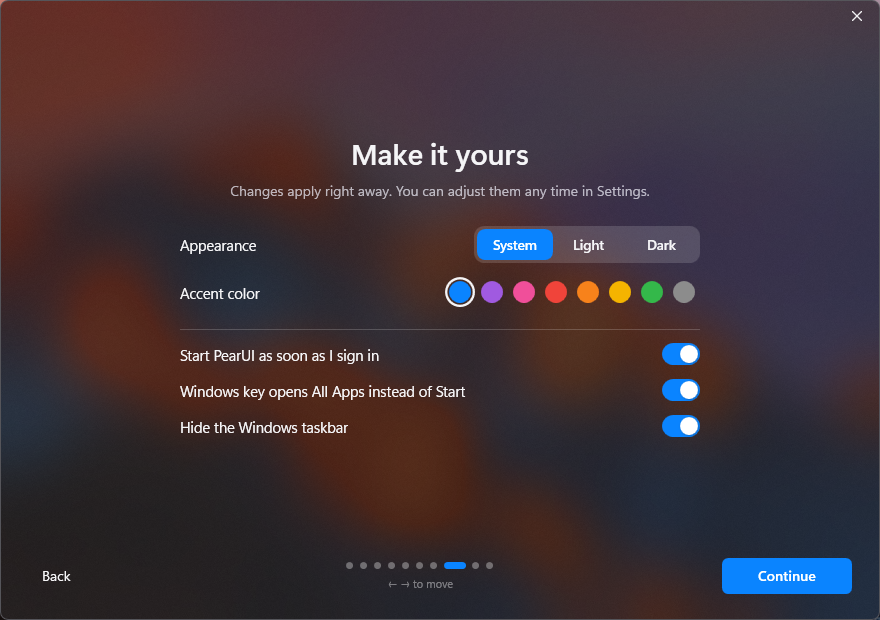 Make it yours
Changes apply right away. You can adjust them any time in Settings.
Appearance
System Light Dark
Accent color
Start PearUI as soon as I sign in
Windows key opens All Apps instead of Start
Hide the Windows taskbar
Back
← → to move
Continue